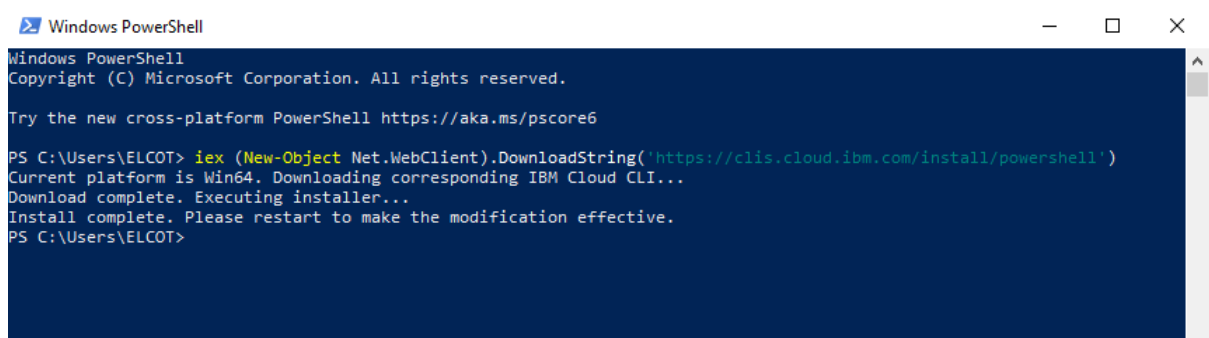 Windows PowerShell
Windows PowerShell
Copyright (C) Microsoft Corporation. All rights reserved.
Try the new cross-platform PowerShell https://aka.ms/pscore6
PS C:\Users\ELCOT> iex (New-Object Net.WebClient).DownloadString('https://clis.cloud.ibm.com/install/powershell')
Current platform is Win64. Downloading corresponding IBM Cloud CLI...
Download complete. Executing installer...
Install complete. Please restart to make the modification effective.
PS C:\Users\ELCOT>